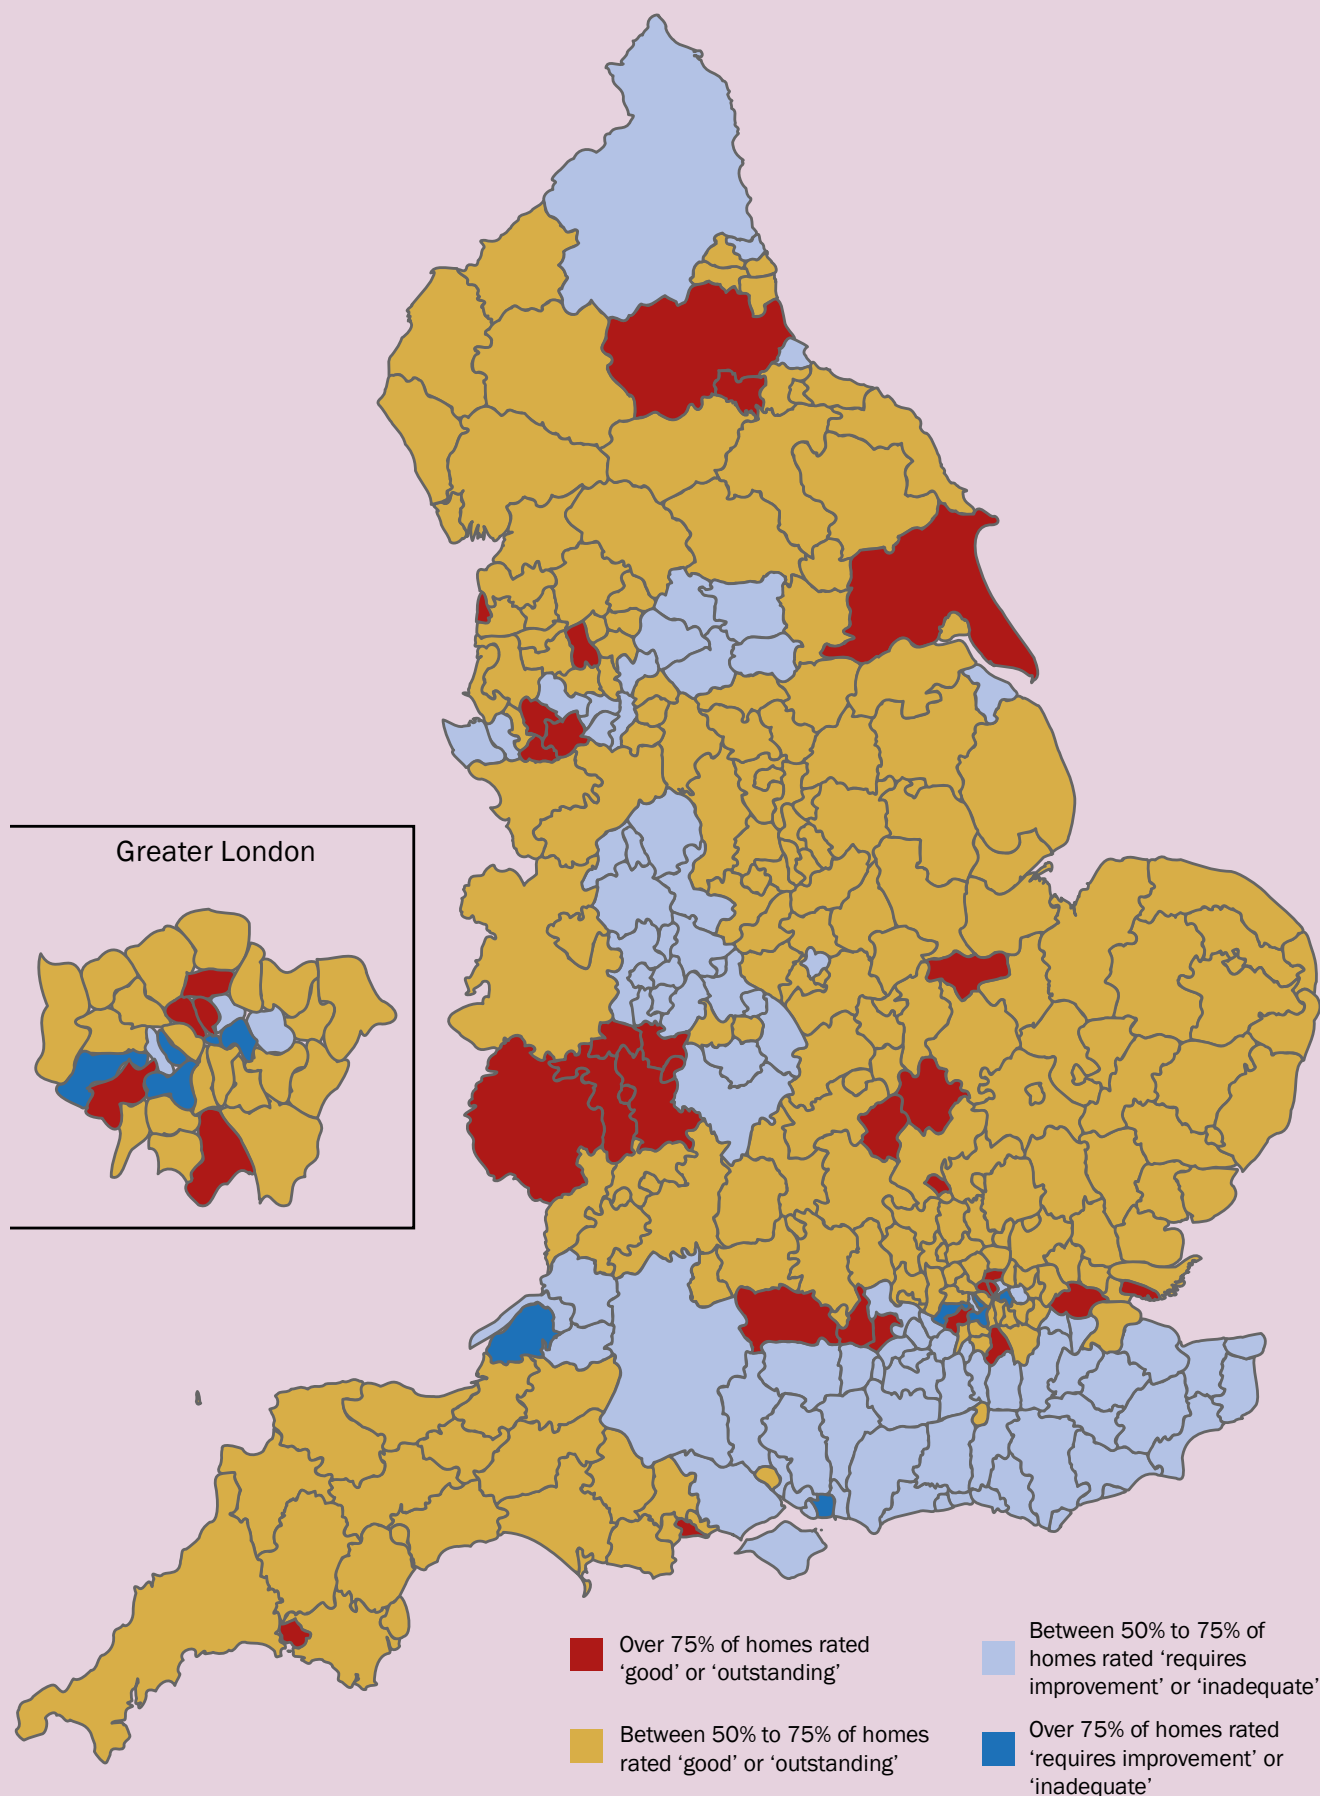 Greater London
Over 75% of homes rated
‘good’ or ‘outstanding’
Between 50% to 75% of homes
rated ‘good’ or ‘outstanding’
Between 50% to 75% of
homes rated ‘requires
improvement’ or ‘inadequate’
Over 75% of homes rated
‘requires improvement’ or
‘inadequate’